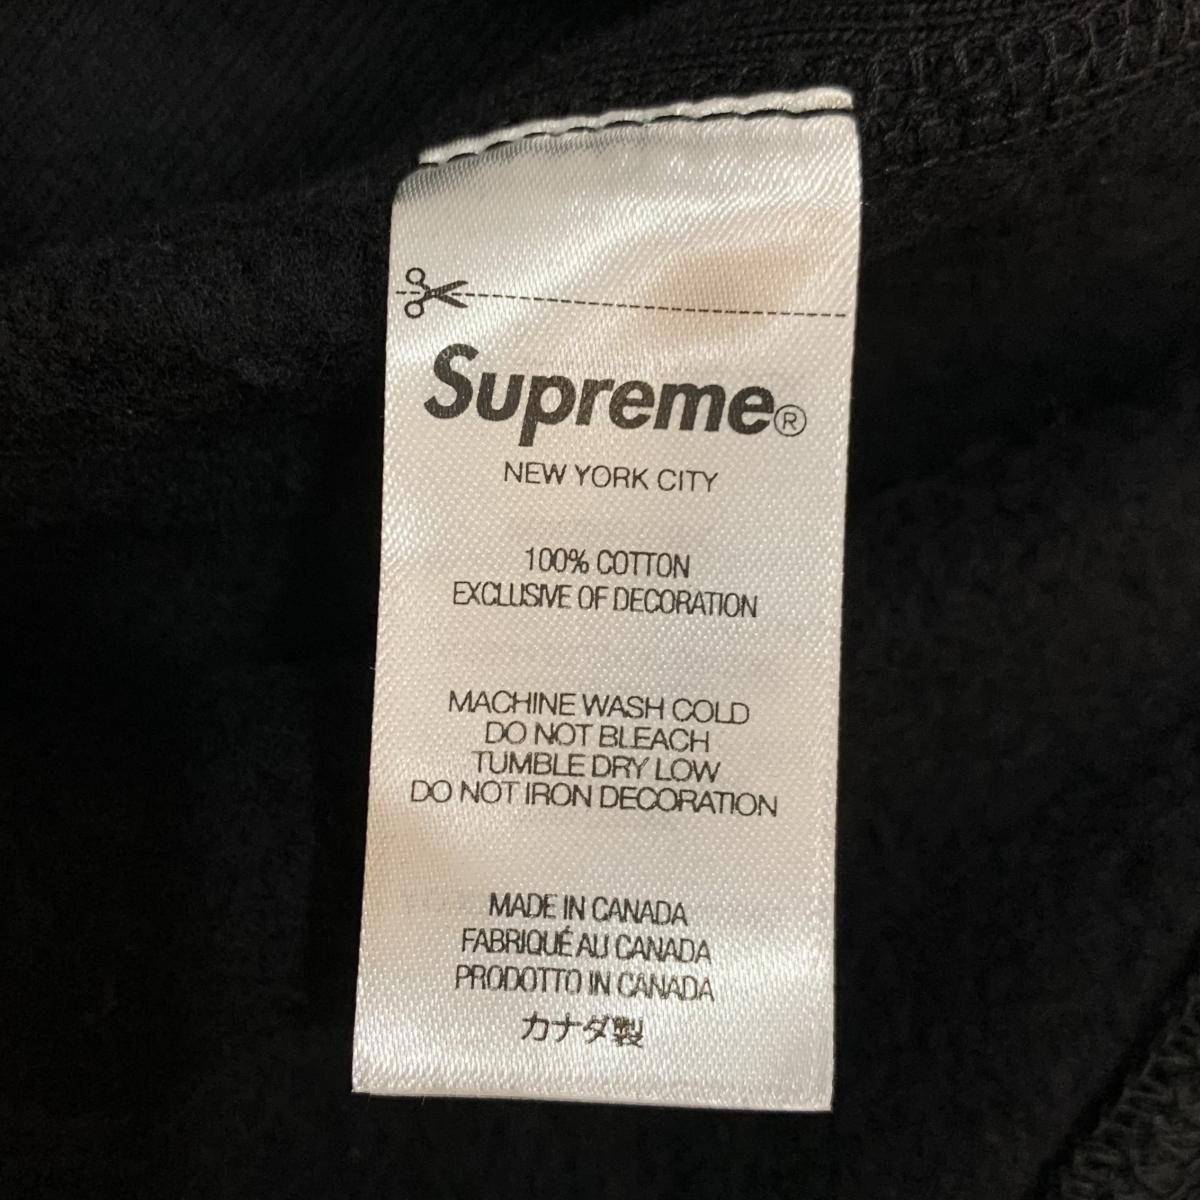 Supreme®
NEW YORK CITY
100% COTTON
EXCLUSIVE OF DECORATION
MACHINE WASH COLD
DO NOT BLEACH
TUMBLE DRY LOW
DO NOT IRON DECORATION
MADE IN CANADA
FABRIQUÉ AU CANADA
PRODOTTO IN CANADA
カナダ製